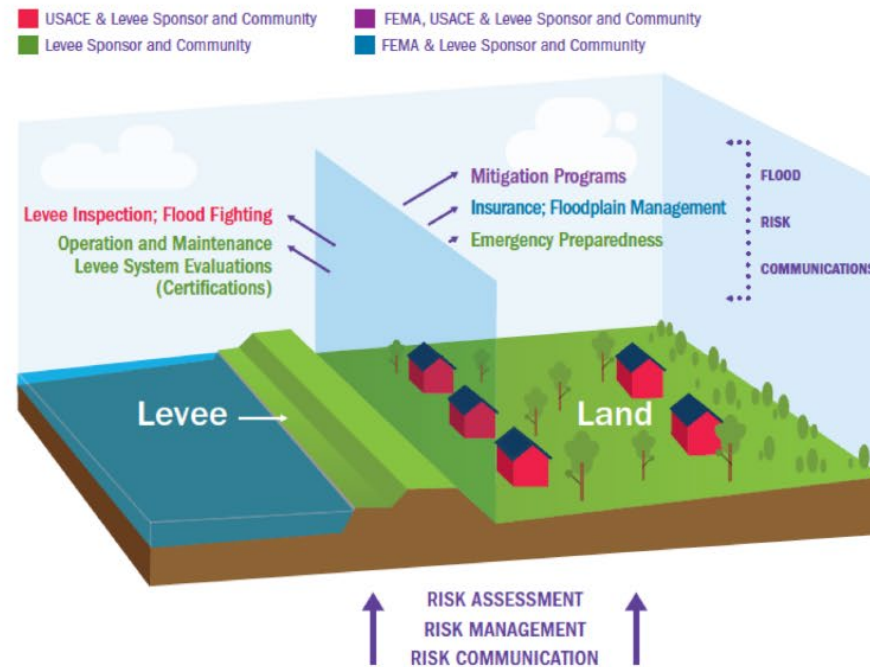 USACE & Levee Sponsor and Community
FEMA, USACE & Levee Sponsor and Community
Levee Sponsor and Community
FEMA & Levee Sponsor and Community
Mitigation Programs
Insurance; Floodplain Management
Emergency Preparedness
Levee Inspection; Flood Fighting
Operation and Maintenance
Levee System Evaluations
(Certifications)
FLOOD
RISK
COMMUNICATIONS
Levee
Land
RISK ASSESSMENT
RISK MANAGEMENT
RISK COMMUNICATION